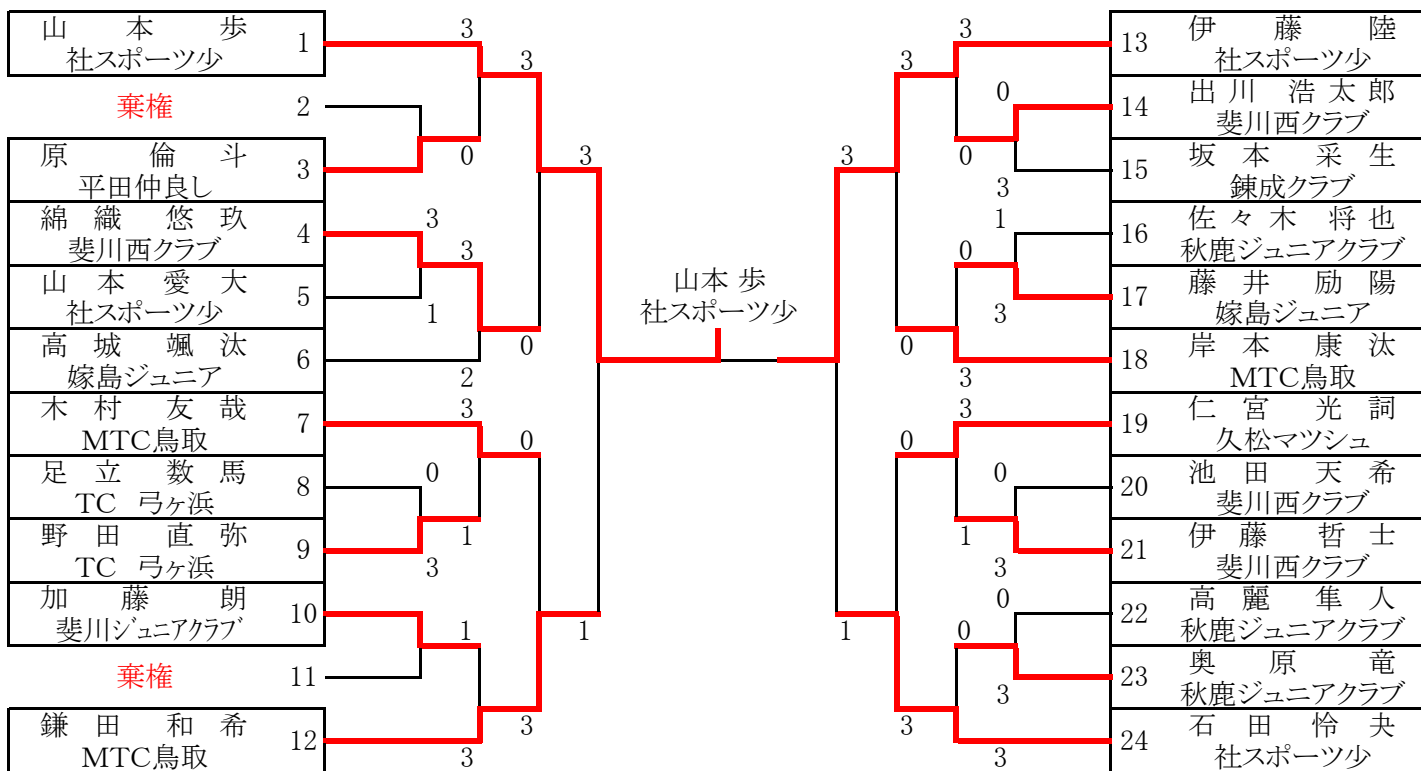 山本歩 1
社スポーツ少
棄権 2
原倫斗 3
平田仲良し
綿織悠玖 4
斐川西クラブ
山本愛大 5
社スポーツ少
高城颯汰 6
嫁島ジュニア
木村友哉 7
MTC鳥取
足立数馬 8
TC 弓ヶ浜
野田直弥 9
TC 弓ヶ浜
加藤朗 10
斐川ジュニアクラブ
棄権 11
鎌田和希 12
MTC鳥取
3
3
0
3
3
3
1
0
2
3
0
0
1
3
1
1
3
3
山本 歩
社スポーツ少
3
3
0
3
0
3
1
0
3
0
3
3
0
0
1
3
1
0
0
3
3
3
13 伊藤陸
社スポーツ少
14 出川浩太郎
斐川西クラブ
15 坂本采生
錬成クラブ
16 佐々木将也
秋鹿ジュニアクラブ
17 藤井励陽
嫁島ジュニア
18 岸本康汰
MTC鳥取
19 仁宮光詞
久松マツシュ
20 池田天希
斐川西クラブ
21 伊藤哲士
斐川西クラブ
22 高麗隼人
秋鹿ジュニアクラブ
23 奥原竜
秋鹿ジュニアクラブ
24 石田怜央
社スポーツ少